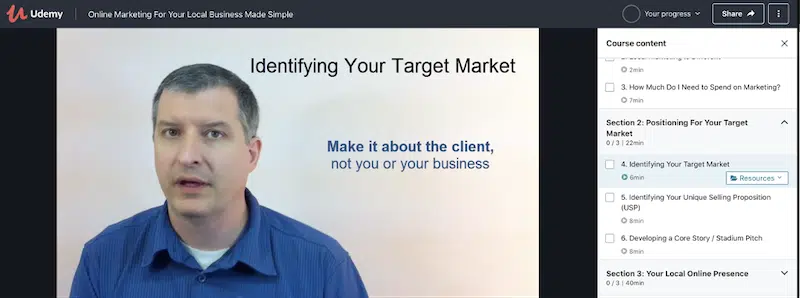 Udemy
Online Marketing For Your Local Business Made Simple
Your progress
Share
Identifying Your Target Market
Make it about the client,
not you or your business
Course content
2min
3. How Much Do I Need to Spend on Marketing?
7min
Section 2: Positioning For Your Target
Market
0 / 3 | 22min
4. Identifying Your Target Market
6min
Resources
5. Identifying Your Unique Selling Proposition
(USP)
8min
6. Developing a Core Story / Stadium Pitch
8min
Section 3: Your Local Online Presence
0 / 3 | 40min